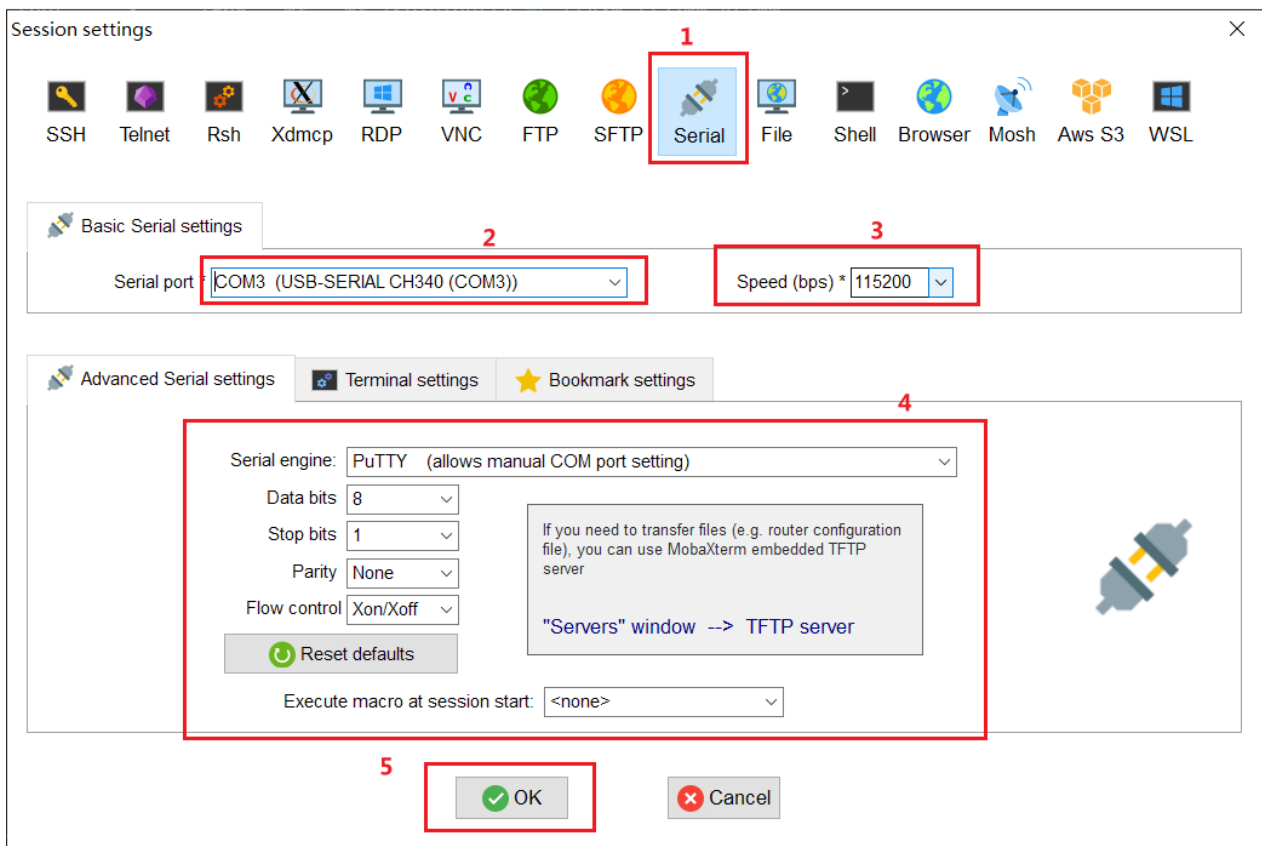 Session settings
1
SSH Telnet Rsh Xdmcp RDP VNC FTP SFTP Serial File Shell Browser Mosh Aws S3 WSL
Basic Serial settings
2
3
Serial port * COM3 (USB-SERIAL CH340 (COM3)) Speed (bps) * 115200
Advanced Serial settings Terminal settings Bookmark settings
4
Serial engine: PuTTY (allows manual COM port setting)
Data bits 8
Stop bits 1
Parity None
Flow control Xon/Xoff
Reset defaults
If you need to transfer files (e.g. router configuration
file), you can use MobaXterm embedded TFTP
server
"Servers" window --> TFTP server
Execute macro at session start: <none>
5
OK Cancel